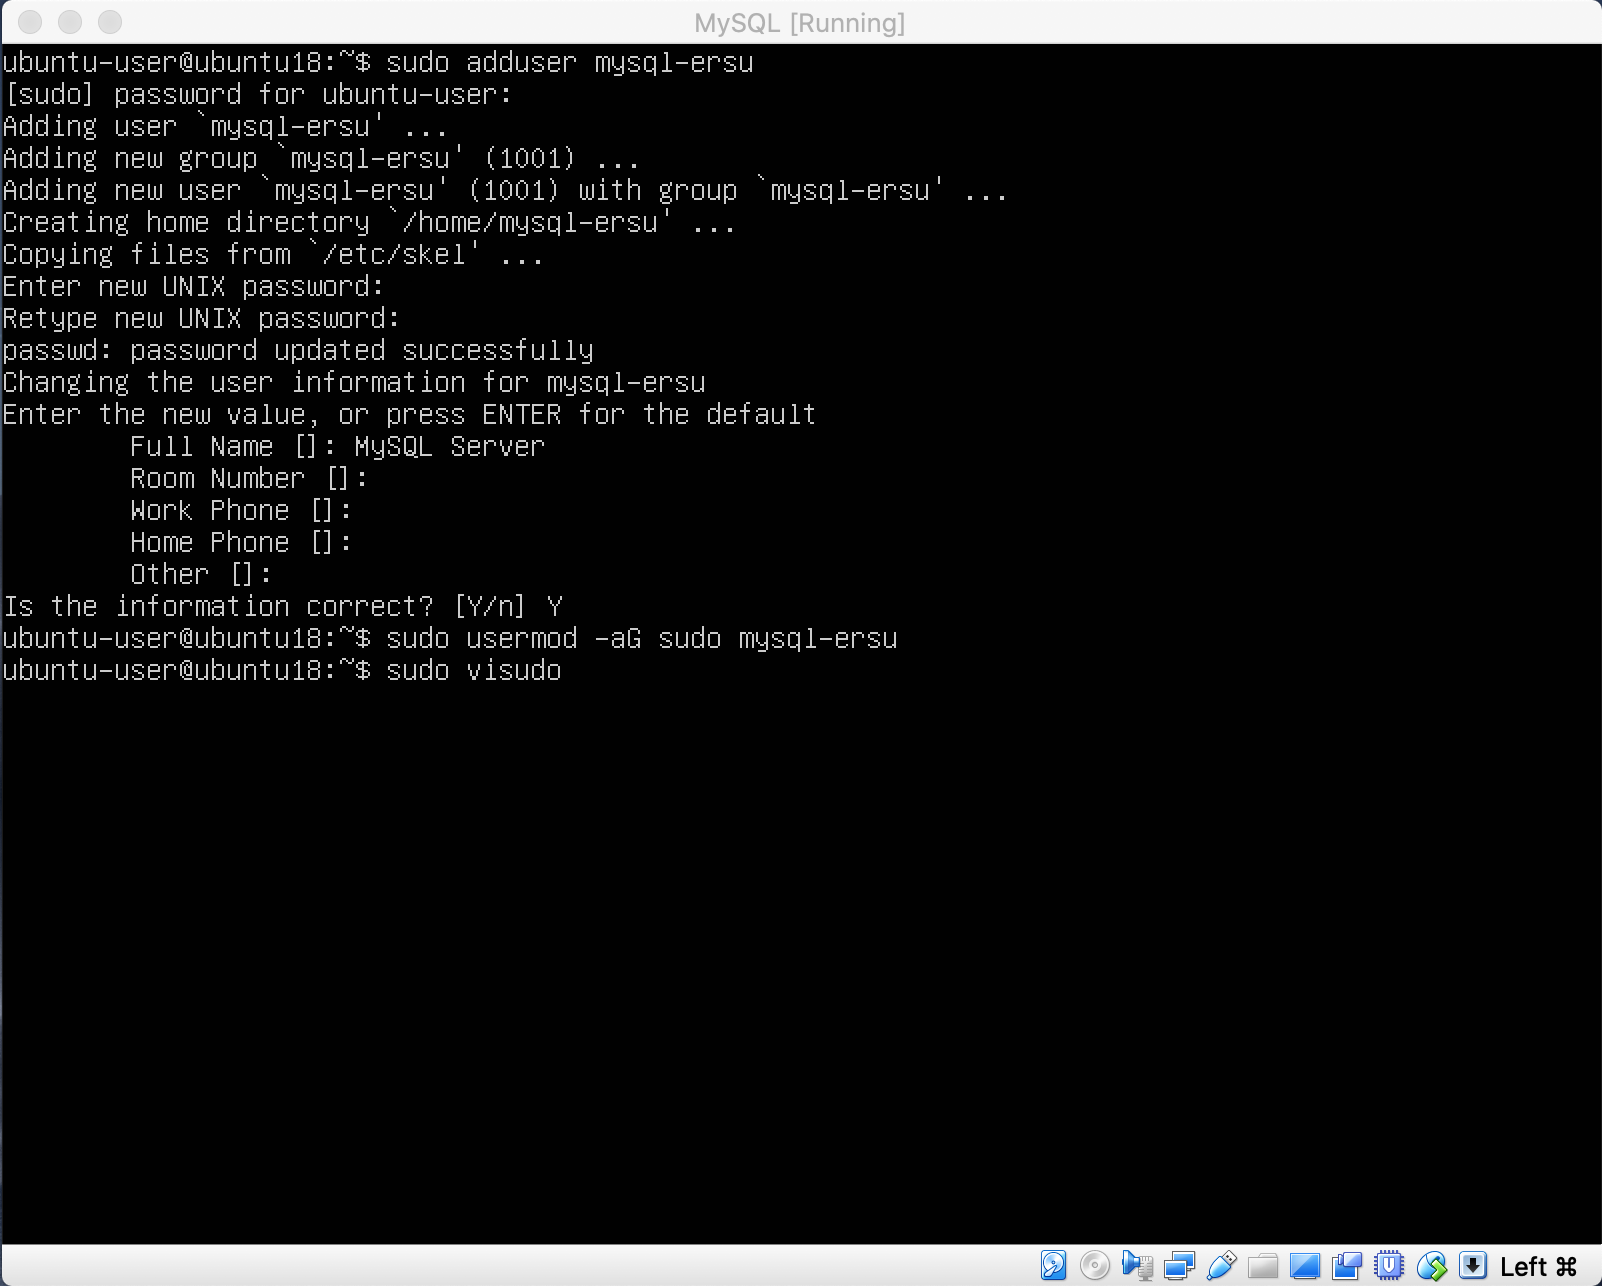 MySQL [Running]
ubuntu-user@ubuntu18:~$ sudo adduser mysql-ersu
[sudo] password for ubuntu-user:
Adding user `mysql-ersu' ...
Adding new group `mysql-ersu' (1001) ...
Adding new user `mysql-ersu' (1001) with group `mysql-ersu' ...
Creating home directory `/home/mysql-ersu' ...
Copying files from `/etc/skel' ...
Enter new UNIX password:
Retype new UNIX password:
passwd: password updated successfully
Changing the user information for mysql-ersu
Enter the new value, or press ENTER for the default
Full Name []: MySQL Server
Room Number []:
Work Phone []:
Home Phone []:
Other []:
Is the information correct? [Y/n] Y
ubuntu-user@ubuntu18:~$ sudo usermod -aG sudo mysql-ersu
ubuntu-user@ubuntu18:~$ sudo visudo
Left ⌘